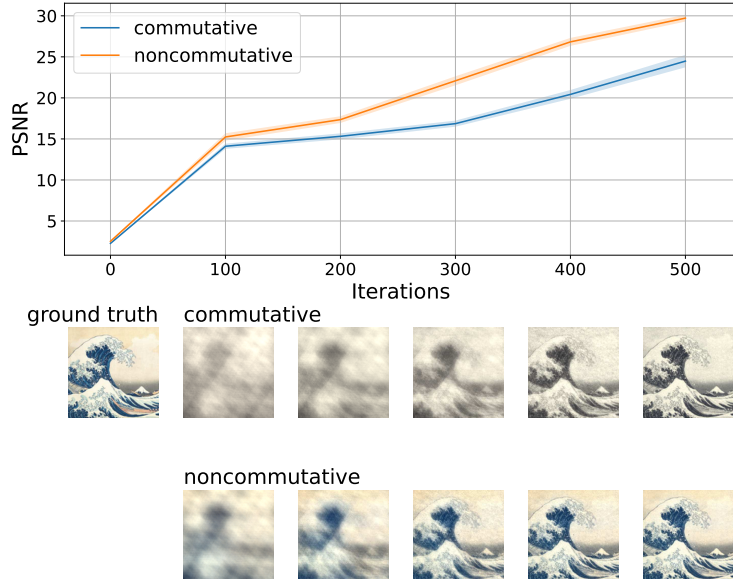 30
25
20
15
10
5
PSNR
commutative
noncommutative
0 100 200 300 400 500
Iterations
ground truth commutative
noncommutative